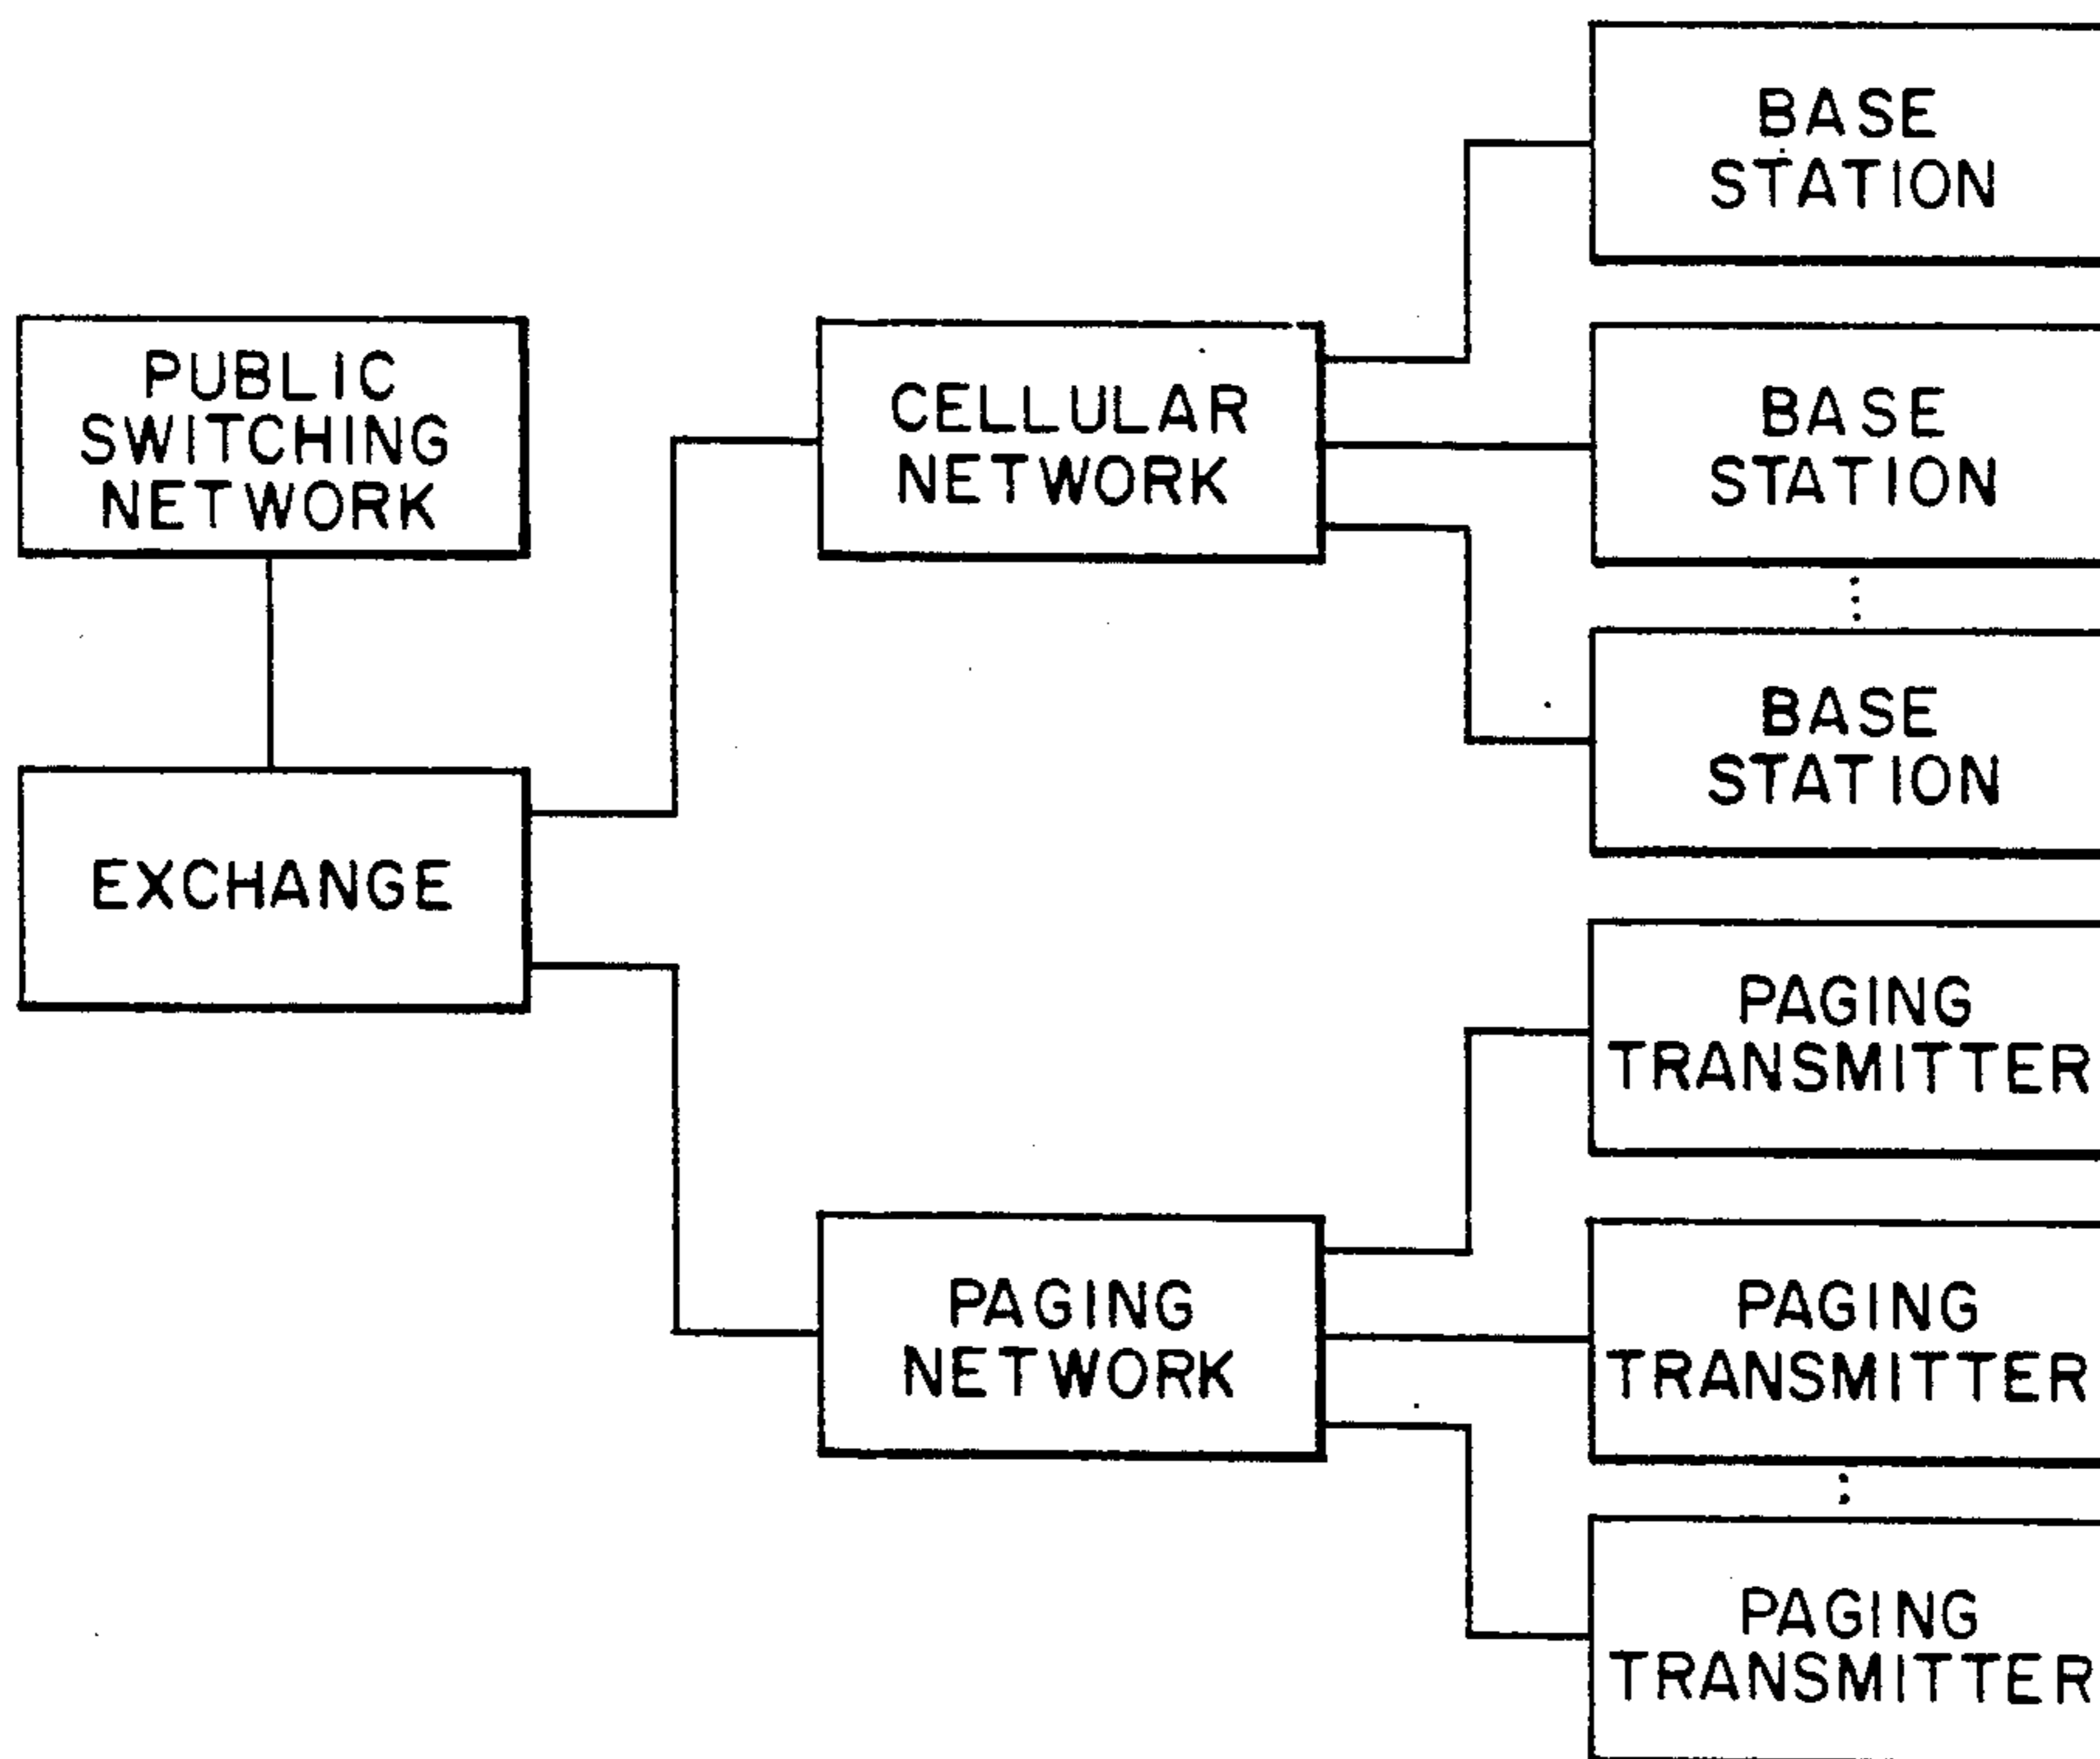 PUBLIC
SWITCHING
NETWORK
EXCHANGE
CELLULAR
NETWORK
PAGING
NETWORK
BASE
STATION
BASE
STATION
BASE
STATION
PAGING
TRANSMITTER
PAGING
TRANSMITTER
PAGING
TRANSMITTER